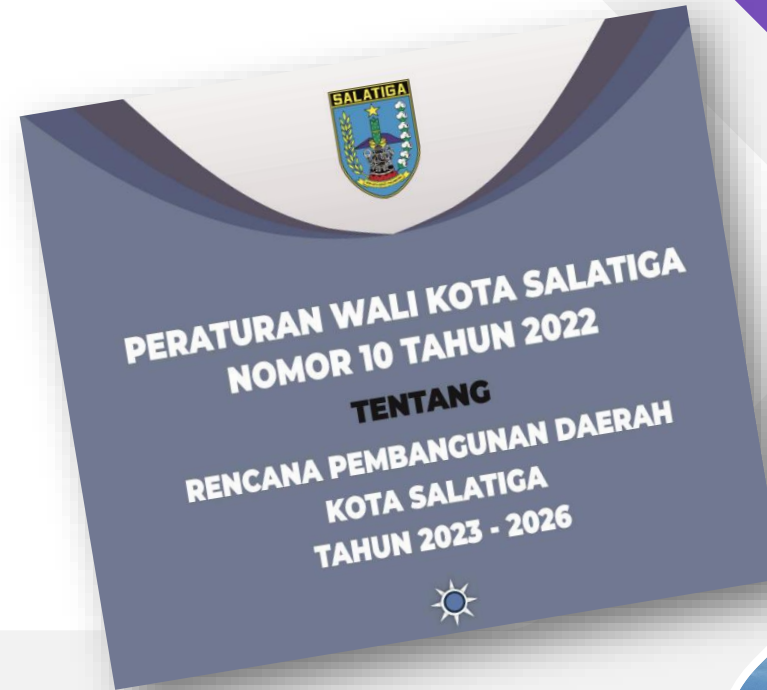 SALATIGA
PERATURAN WALI KOTA SALATIGA
NOMOR 10 TAHUN 2022
TENTANG
RENCANA PEMBANGUNAN DAERAH
KOTA SALATIGA
TAHUN 2023 - 2026